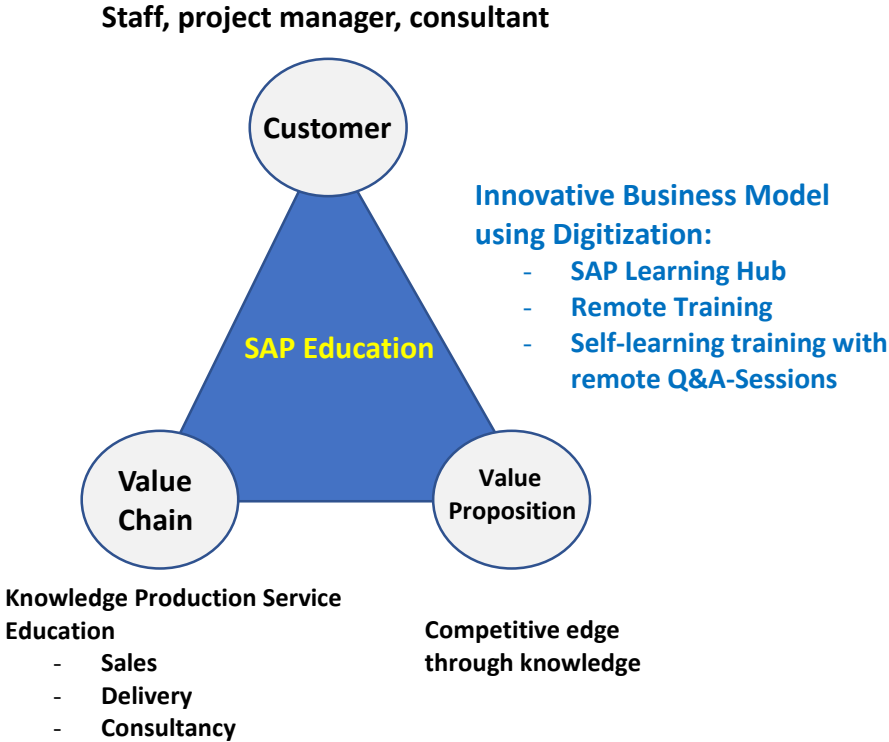 Staff, project manager, consultant
Customer
Innovative Business Model
using Digitization:
- SAP Learning Hub
- Remote Training
- Self-learning training with
remote Q&A-Sessions
SAP Education
Value
Chain
Value
Proposition
Knowledge Production Service
Education
- Sales
- Delivery
- Consultancy
Competitive edge
through knowledge